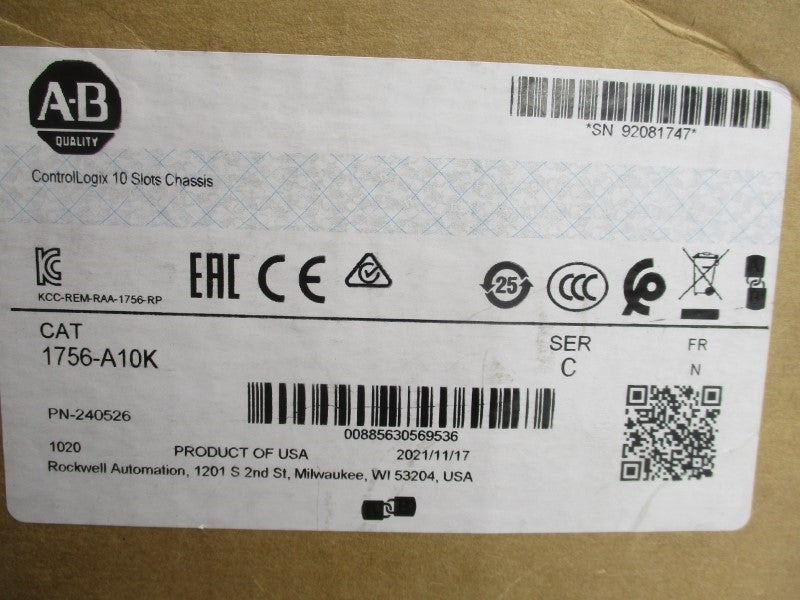 A-B
QUALITY
*SN 92081747*
ControlLogix 10 Slots Chassis
KC
KCC-REM-RAA-1756-RP
EAC CE 25 CCC
CAT
1756-A10K
SER
C
FR
N
PN-240526
00885630569536
1020
PRODUCT OF USA
2021/11/17
Rockwell Automation, 1201 S 2nd St, Milwaukee, WI 53204, USA